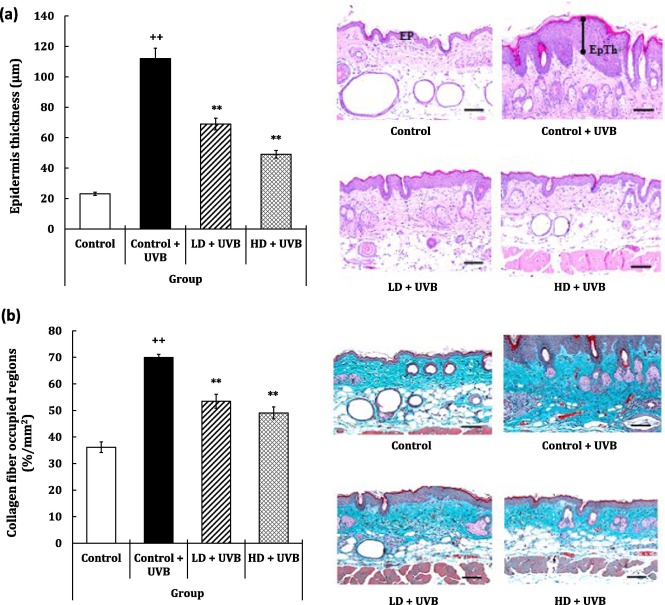 (a)
140
120
100
80
60
40
20
0
Epidermis thickness (μm)
++
**
**
Control
Control +
UVB
LD + UVB
HD + UVB
Group
EP
EpTh
Control
Control + UVB
LD + UVB
HD + UVB
(b)
80
70
60
50
40
30
20
10
0
Collagen fiber occupied regions
(%/mm²)
++
**
**
Control
Control +
UVB
LD + UVB
HD + UVB
Group
Control
Control + UVB
LD + UVB
HD + UVB